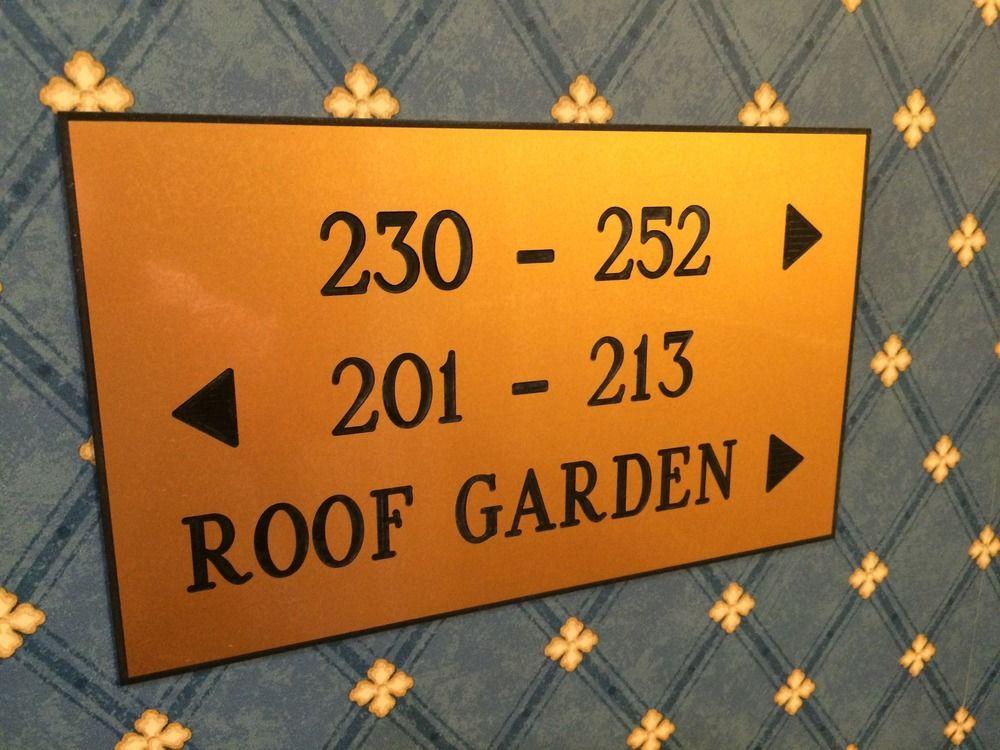 230 - 252
201 - 213
ROOF GARDEN